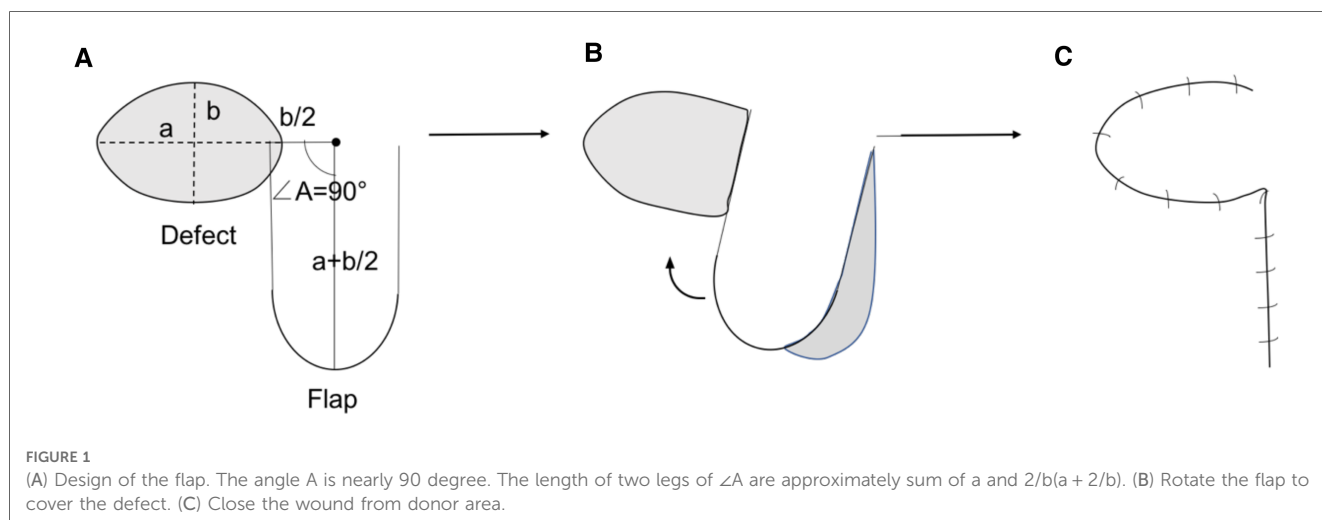 A
B
C
a
b
b/2
∠A=90°
Defect
a+b/2
Flap
FIGURE 1
(A) Design of the flap. The angle A is nearly 90 degree. The length of two legs of ∠A are approximately sum of a and 2/b(a + 2/b). (B) Rotate the flap to
cover the defect. (C) Close the wound from donor area.